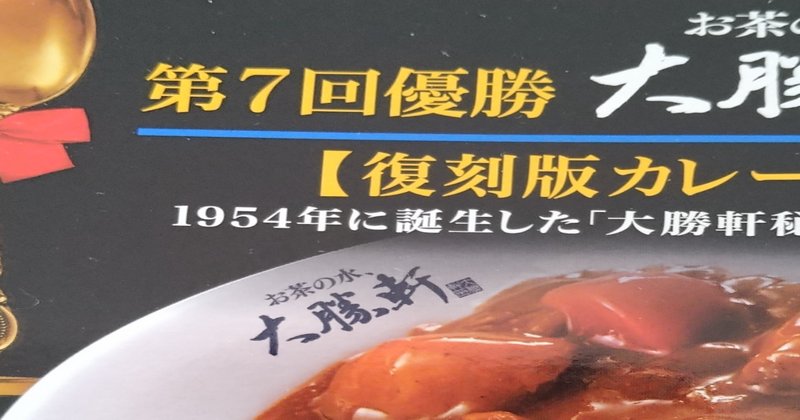 お茶の
第7回優勝 大勝
【復刻版カレー
1954年に誕生した「大勝軒秘
お茶の水、
大勝軒